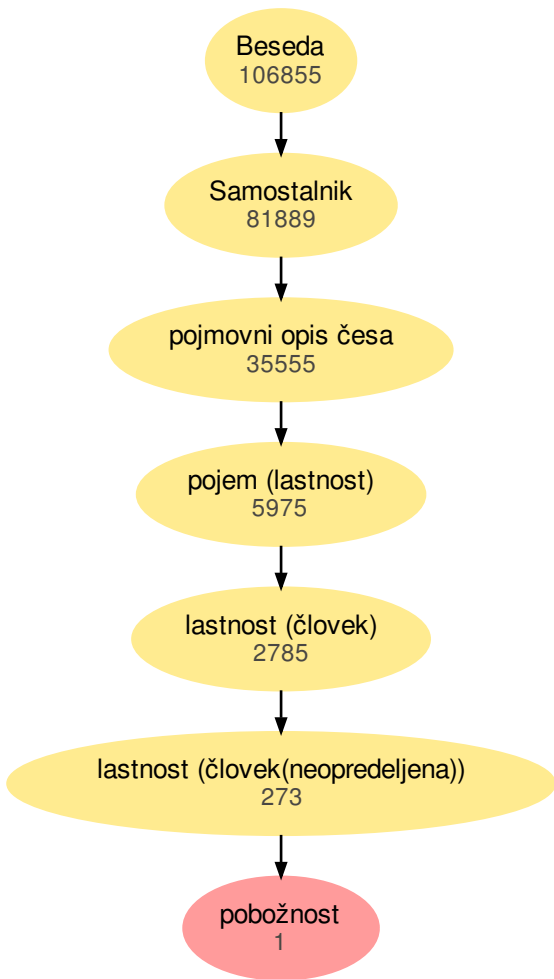 Beseda
106855
Samostalnik
81889
pojmovni opis česa
35555
pojem (lastnost)
5975
lastnost (človek)
2785
lastnost (človek(neopredeljena))
273
pobožnost
1